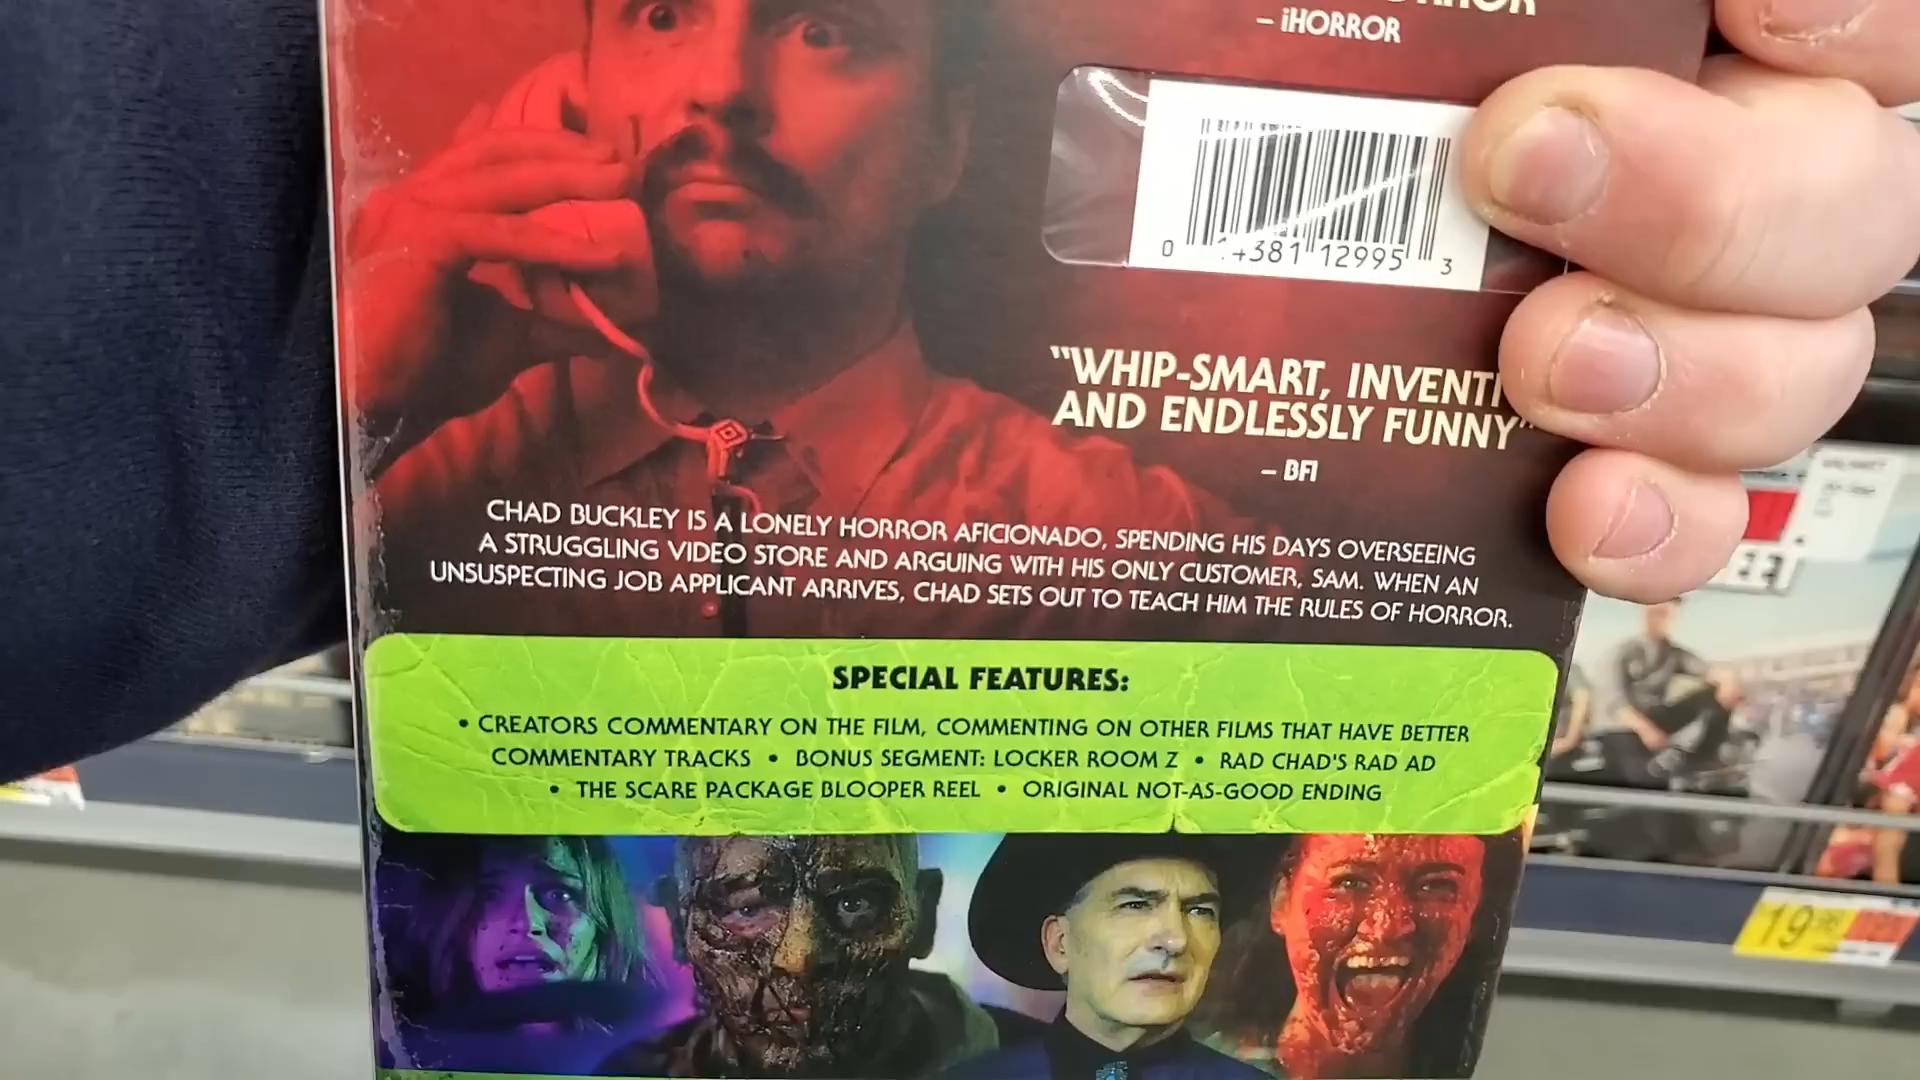 – iHORROR
0 14381 12995 3
"WHIP-SMART, INVENTI
AND ENDLESSLY FUNNY"
– BFI
CHAD BUCKLEY IS A LONELY HORROR AFICIONADO, SPENDING HIS DAYS OVERSEEING
A STRUGGLING VIDEO STORE AND ARGUING WITH HIS ONLY CUSTOMER, SAM. WHEN AN
UNSUSPECTING JOB APPLICANT ARRIVES, CHAD SETS OUT TO TEACH HIM THE RULES OF HORROR.
SPECIAL FEATURES:
• CREATORS COMMENTARY ON THE FILM, COMMENTING ON OTHER FILMS THAT HAVE BETTER
COMMENTARY TRACKS • BONUS SEGMENT: LOCKER ROOM Z • RAD CHAD'S RAD AD
• THE SCARE PACKAGE BLOOPER REEL • ORIGINAL NOT-AS-GOOD ENDING
19